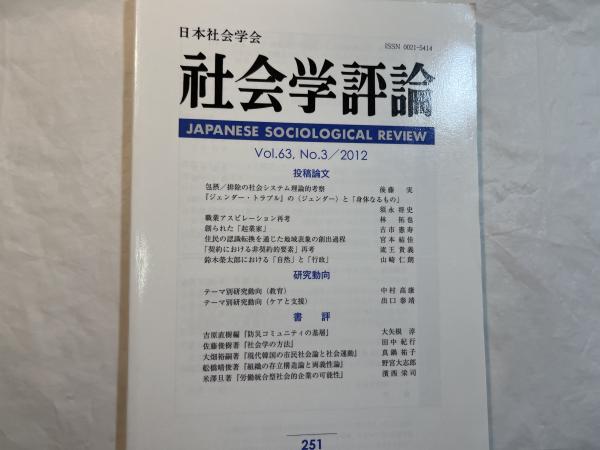 日本社会学会
ISSN 0021-5414
社会学評論
JAPANESE SOCIOLOGICAL REVIEW
Vol.63, No.3／2012
投稿論文
包摂／排除の社会システム理論的考察 後藤 実
『ジェンダー・トラブル』の〈ジェンダー〉と「身体なるもの」
須永将史
職業アスピレーション再考 林 拓也
創られた「起業家」 古市憲寿
住民の認識転換を通じた地域表象の創出過程 宮本結佳
「契約における非契約的要素」再考 流王貴義
鈴木榮太郎における「自然」と「行政」 山崎仁朗
研究動向
テーマ別研究動向（教育） 中村高康
テーマ別研究動向（ケアと支援） 出口泰靖
書 評
吉原直樹編『防災コミュニティの基層』 大矢根 淳
佐藤俊樹著『社会学の方法』 田中紀行
大畑裕嗣著『現代韓国の市民社会論と社会運動』 真鍋祐子
舩橋晴俊著『組織の存立構造論と両義性論』 野宮大志郎
米澤旦著『労働統合型社会的企業の可能性』 濱西栄司
251